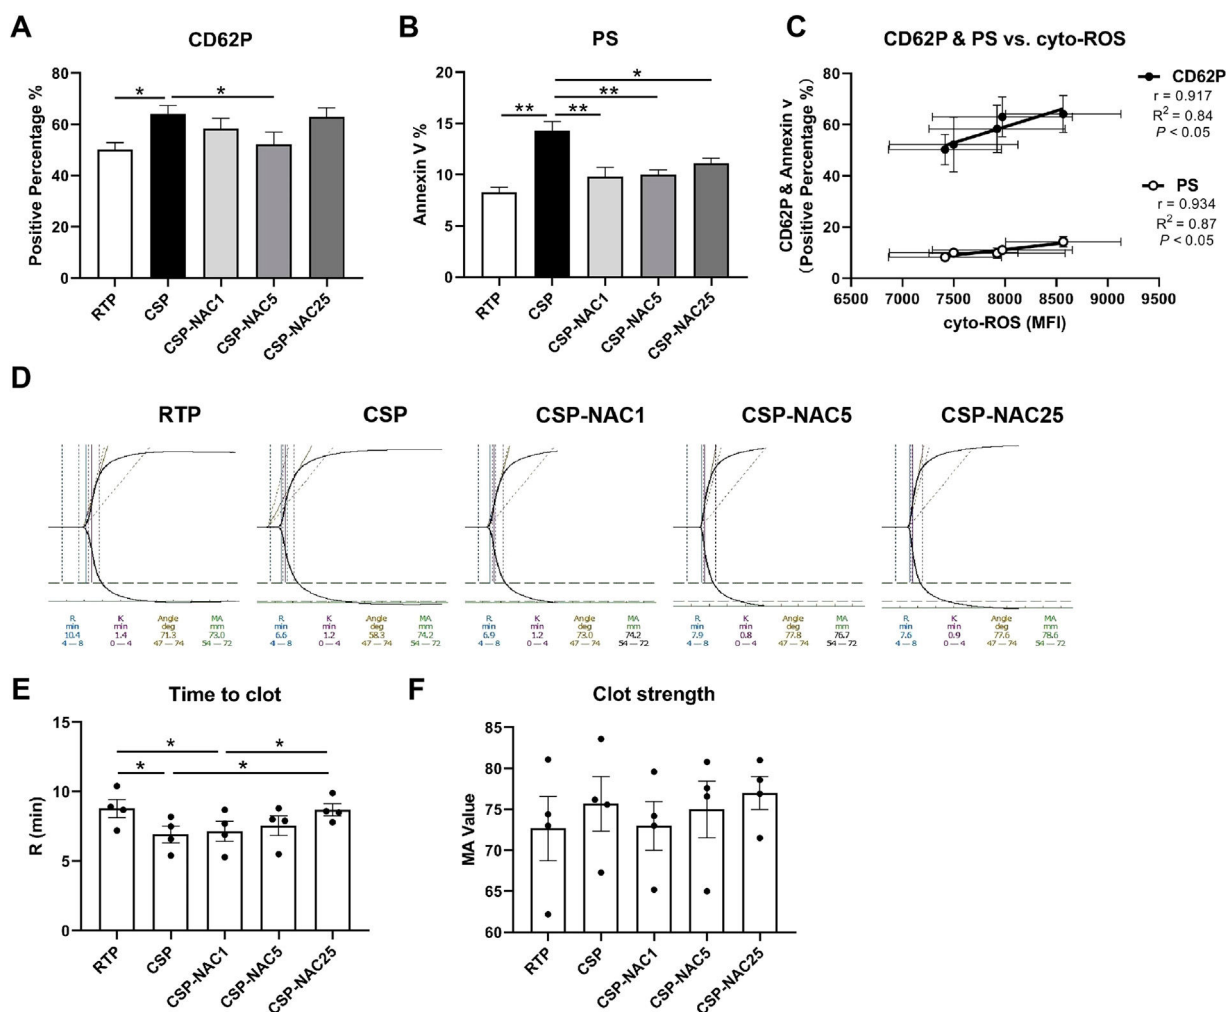 A
CD62P
Positive Percentage %
80
60
40
20
0
*
*
RTP
CSP
CSP-NAC1
CSP-NAC5
CSP-NAC25
B
PS
Annexin V %
20
15
10
5
0
*
**
** **
RTP
CSP
CSP-NAC1
CSP-NAC5
CSP-NAC25
C
CD62P & PS vs. cyto-ROS
CD62P & Annexin v
(Positive Percentage %)
80
60
40
20
0
6500 7000 7500 8000 8500 9000 9500
cyto-ROS (MFI)
CD62P
r = 0.917
R² = 0.84
P < 0.05
PS
r = 0.934
R² = 0.87
P < 0.05
D
RTP
R K Angle MA
min min deg mm
10.4 1.4 71.3 73.0
4 — 8 0 — 4 47 — 74 54 — 72
CSP
R K Angle MA
min min deg mm
6.6 1.2 58.3 74.2
4 — 8 0 — 4 47 — 74 54 — 72
CSP-NAC1
R K Angle MA
min min deg mm
6.9 1.2 73.0 74.2
4 — 8 0 — 4 47 — 74 54 — 72
CSP-NAC5
R K Angle MA
min min deg mm
7.9 0.8 77.8 76.7
4 — 8 0 — 4 47 — 74 54 — 72
CSP-NAC25
R K Angle MA
min min deg mm
7.6 0.9 77.6 78.6
4 — 8 0 — 4 47 — 74 54 — 72
E
Time to clot
R (min)
15
10
5
0
* *
* *
RTP
CSP
CSP-NAC1
CSP-NAC5
CSP-NAC25
F
Clot strength
MA Value
85
80
75
70
65
60
RTP
CSP
CSP-NAC1
CSP-NAC5
CSP-NAC25